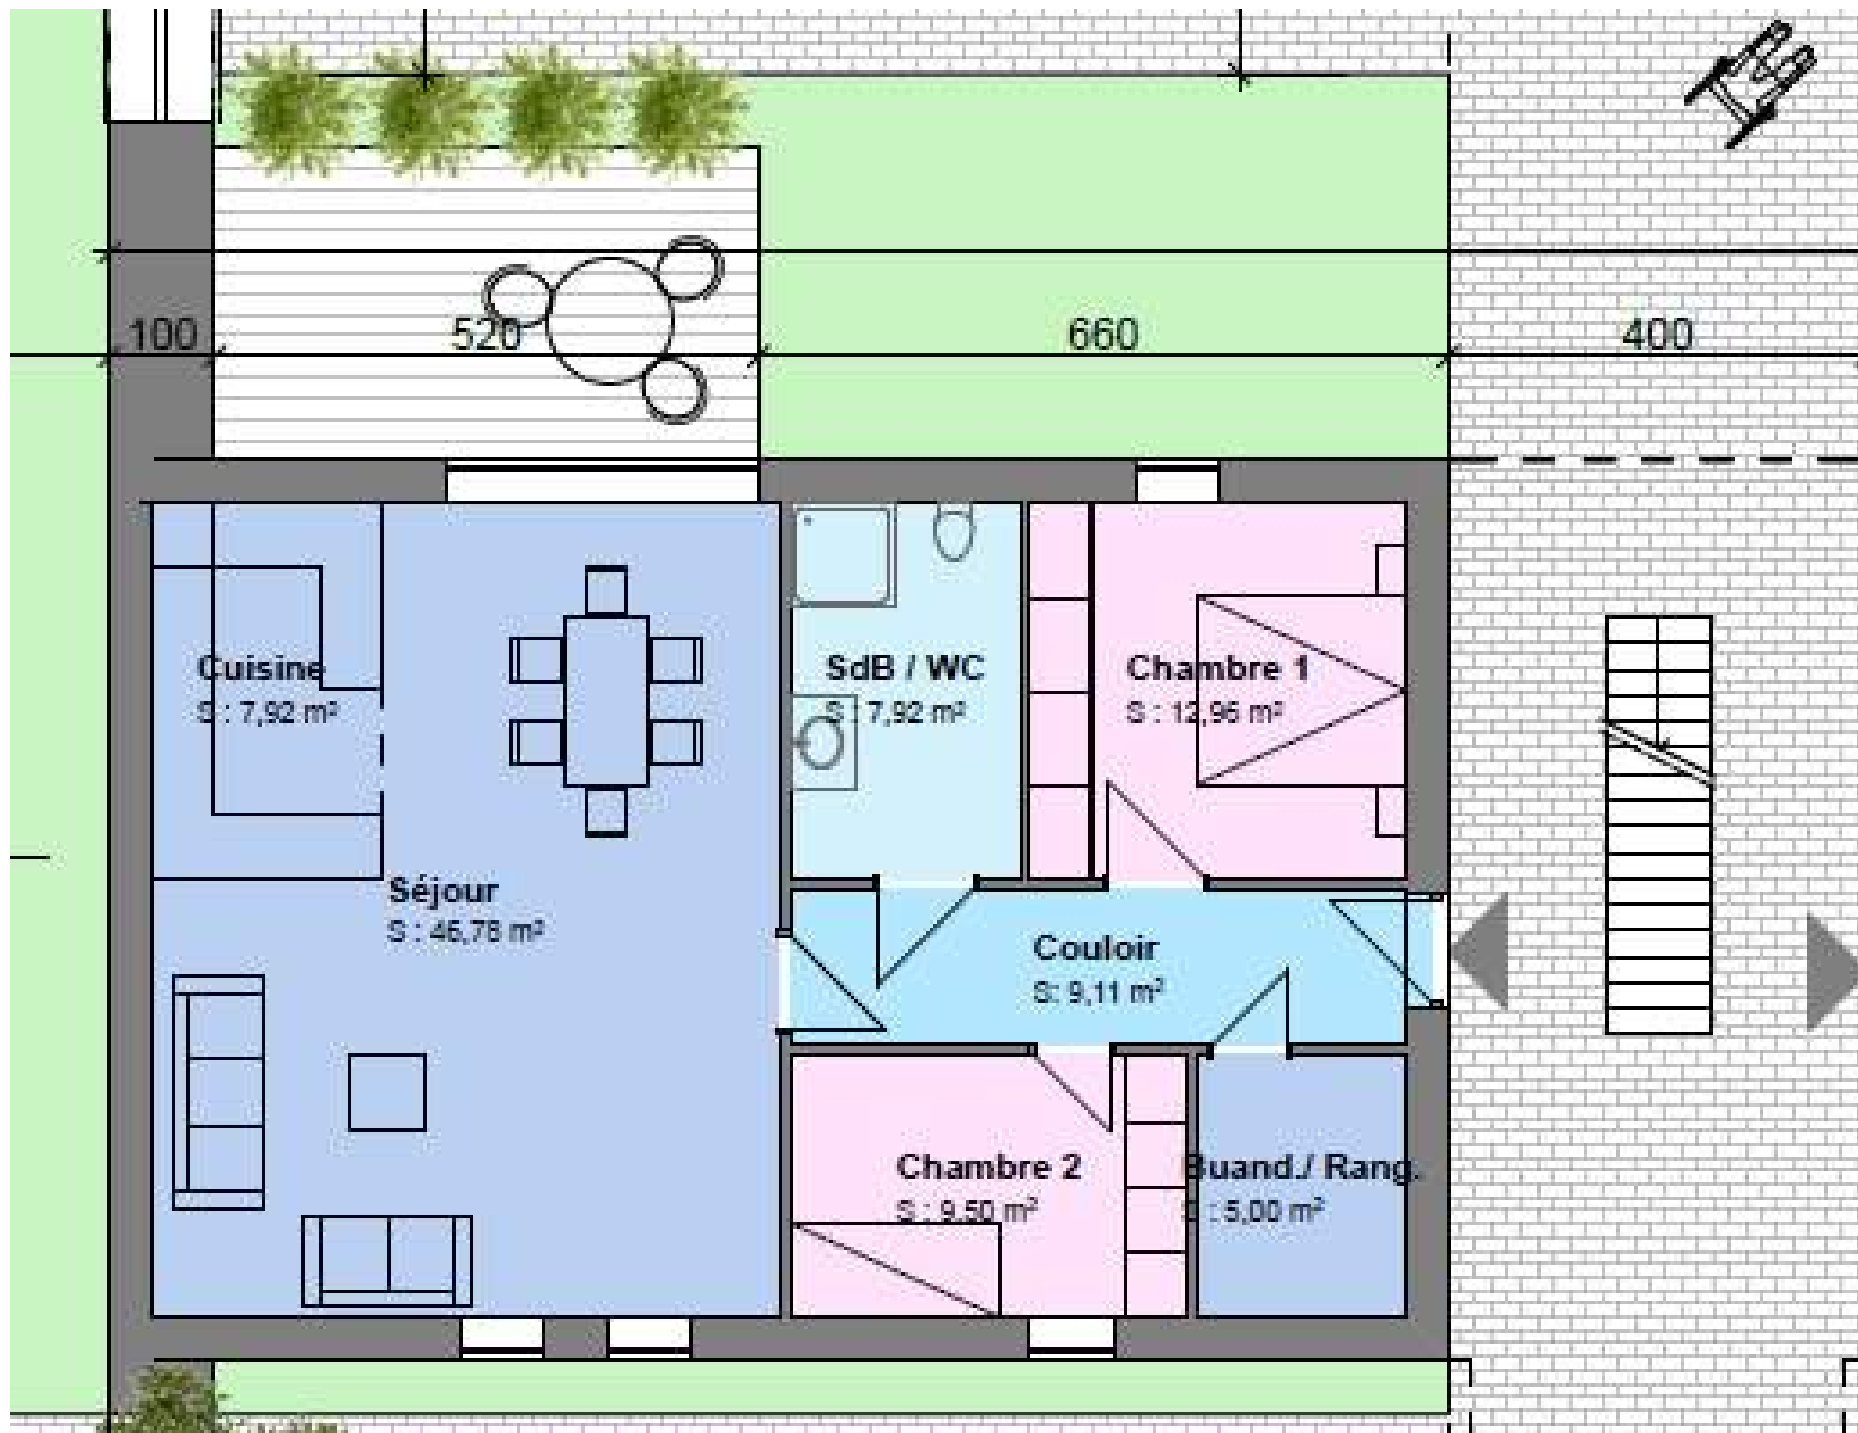 100
520
660
400
Cuisine
S : 7,92 m²
SdB / WC
S : 7,92 m²
Chambre 1
S : 12,96 m²
Séjour
S : 46,78 m²
Couloir
S: 9,11 m²
Chambre 2
S : 9,50 m²
Buand./ Rang.
S : 5,00 m²